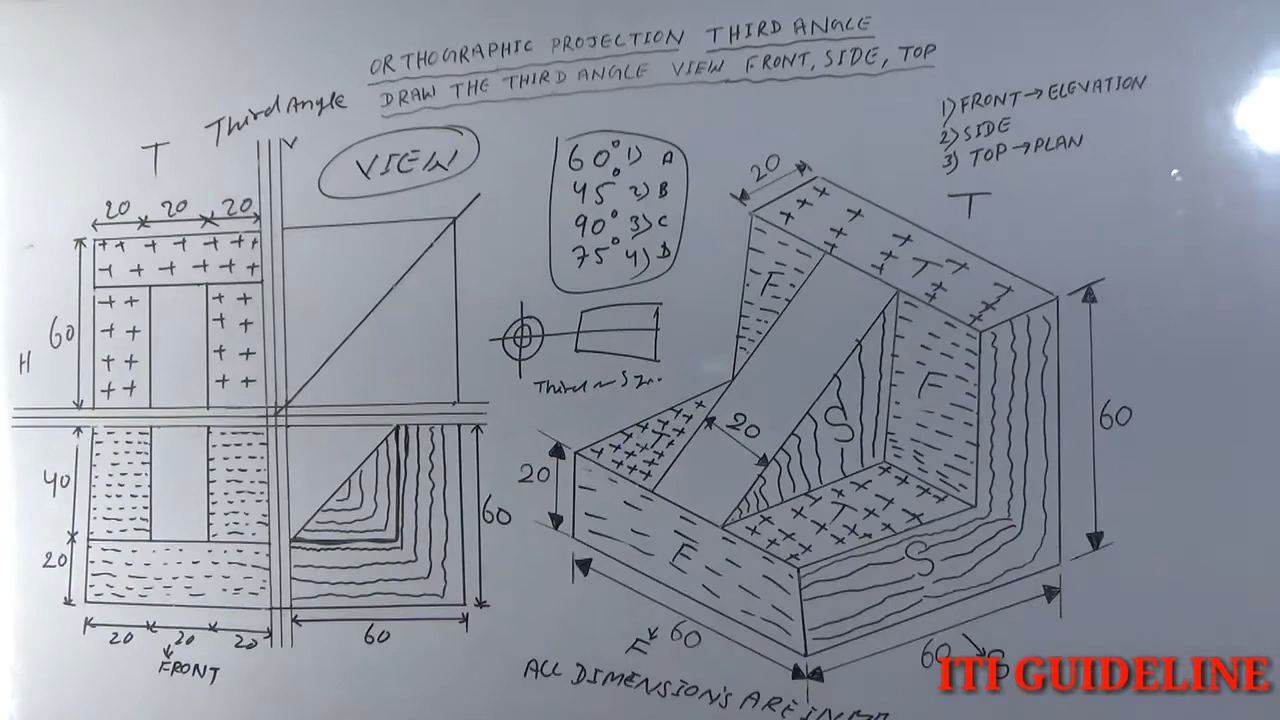 ORTHOGRAPHIC PROJECTION THIRD ANGLE
DRAW THE THIRD ANGLE VIEW FRONT, SIDE, TOP
Third Angle
1) FRONT → ELEVATION
2) SIDE
3) TOP → PLAN
T
V
VIEW
60° 1) A
45° 2) B
90° 3) C
75° 4) D
20 20 20
60
H
40
20
20 20 20
FRONT
60
60
Third
T
20
T
F
F
S
20
T
T
20
F
S
60
60
F
60
S
ALL DIMENSION'S ARE IN
ITI GUIDELINE